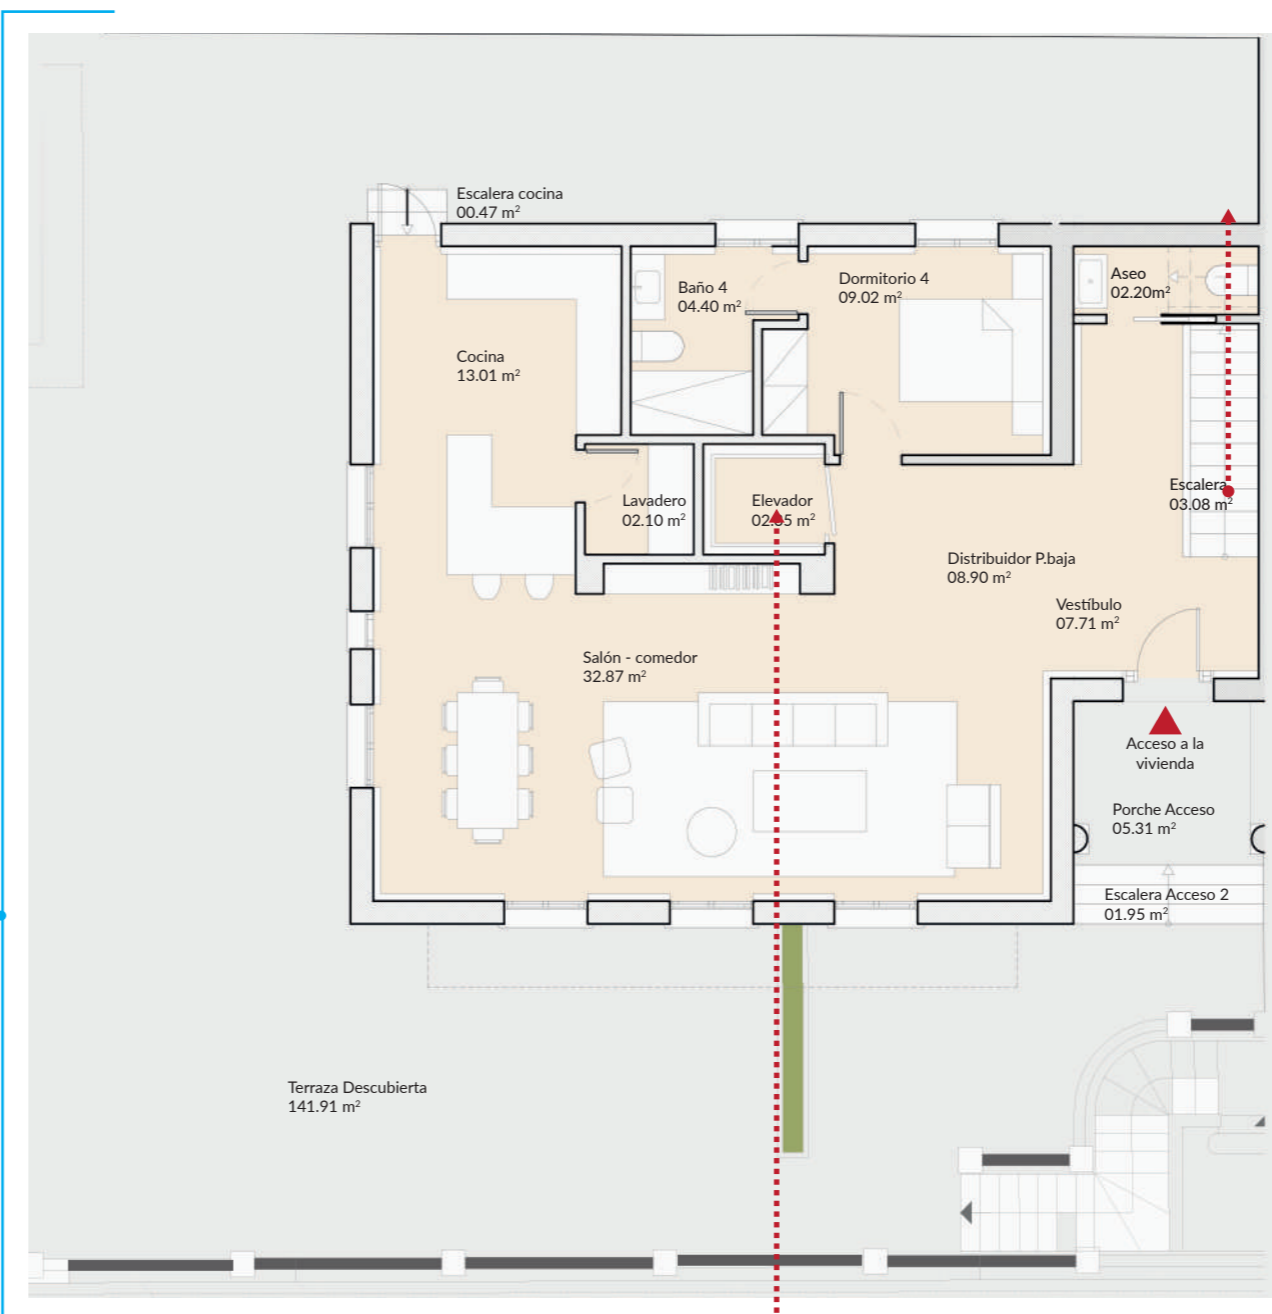 Escalera cocina
00.47 m²
Baño 4
04.40 m²
Dormitorio 4
09.02 m²
Aseo
02.20m²
Cocina
13.01 m²
Lavadero
02.10 m²
Elevador
m²
Escalera
03.08 m²
Distribuidor P.baja
08.90 m²
Vestíbulo
07.71 m²
Salón - comedor
32.87 m²
Acceso a la
vivienda
Porche Acceso
05.31 m²
Escalera Acceso 2
01.95 m²
Terraza Descubierta
141.91 m²